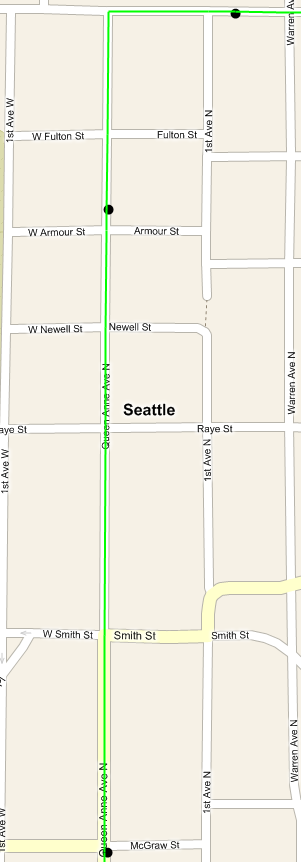 Warren Av
1st Ave W
1st Ave N
W Fulton St
Fulton St
W Armour St
Armour St
W Newell St
Newell St
Queen Anne Ave N
Warren Ave N
Seattle
aye St
Raye St
1st Ave W
1st Ave N
W Smith St
Smith St
Smith St
Warren Ave N
Queen Anne Ave N
1st Ave N
1st Ave W
McGraw St